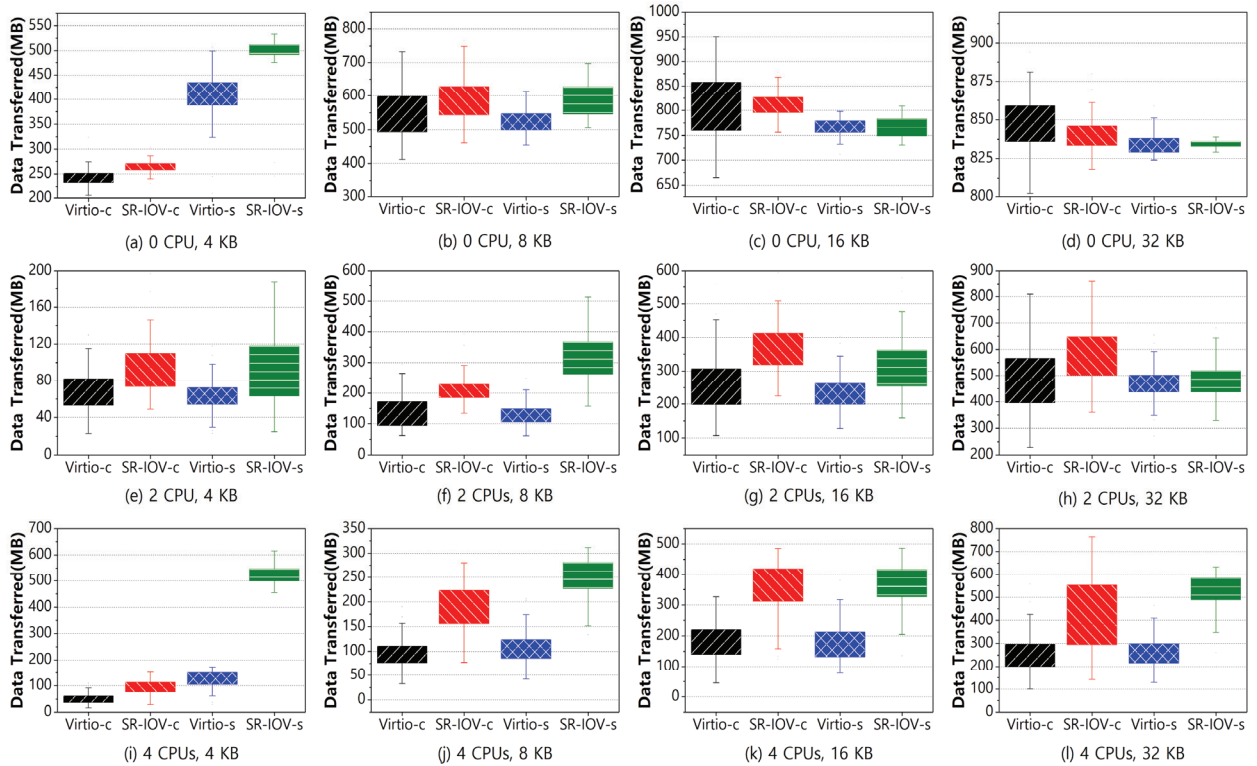 Data Transferred(MB)
550
500
450
400
350
300
250
200
Virtio-c SR-IOV-c Virtio-s SR-IOV-s
(a) 0 CPU, 4 KB
Data Transferred(MB)
800
700
600
500
400
300
Virtio-c SR-IOV-c Virtio-s SR-IOV-s
(b) 0 CPU, 8 KB
Data Transferred(MB)
1000
950
900
850
800
750
700
650
Virtio-c SR-IOV-c Virtio-s SR-IOV-s
(c) 0 CPU, 16 KB
Data Transferred(MB)
900
875
850
825
800
Virtio-c SR-IOV-c Virtio-s SR-IOV-s
(d) 0 CPU, 32 KB
Data Transferred(MB)
200
160
120
80
40
0
Virtio-c SR-IOV-c Virtio-s SR-IOV-s
(e) 2 CPU, 4 KB
Data Transferred(MB)
600
500
400
300
200
100
0
Virtio-c SR-IOV-c Virtio-s SR-IOV-s
(f) 2 CPUs, 8 KB
Data Transferred(MB)
600
500
400
300
200
100
Virtio-c SR-IOV-c Virtio-s SR-IOV-s
(g) 2 CPUs, 16 KB
Data Transferred(MB)
900
800
700
600
500
400
300
200
Virtio-c SR-IOV-c Virtio-s SR-IOV-s
(h) 2 CPUs, 32 KB
Data Transferred(MB)
700
600
500
400
300
200
100
0
Virtio-c SR-IOV-c Virtio-s SR-IOV-s
(i) 4 CPUs, 4 KB
Data Transferred(MB)
350
300
250
200
150
100
50
0
Virtio-c SR-IOV-c Virtio-s SR-IOV-s
(j) 4 CPUs, 8 KB
Data Transferred(MB)
500
400
300
200
100
0
Virtio-c SR-IOV-c Virtio-s SR-IOV-s
(k) 4 CPUs, 16 KB
Data Transferred(MB)
800
700
600
500
400
300
200
100
0
Virtio-c SR-IOV-c Virtio-s SR-IOV-s
(l) 4 CPUs, 32 KB